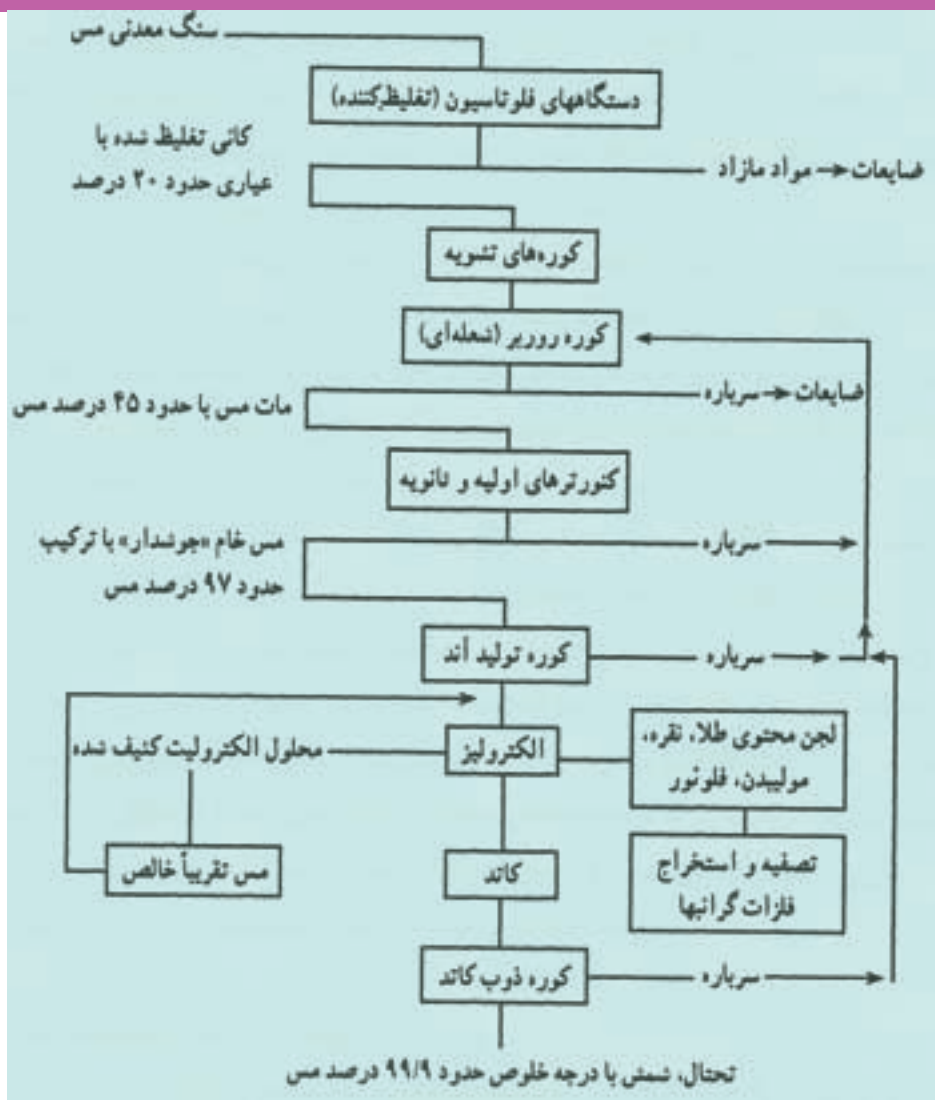 سنگ معدنی مس
دستگاههای فلوتاسیون (تغلیظ‌کننده)
کانی تغلیظ شده با
عیاری حدود ۲۰ درصد
مواد مازاد → ضایعات
کوره‌های تشویه
کوره روربر (شعله‌ای)
سرباره → ضایعات
مات مس با حدود ۴۵ درصد مس
کنورترهای اولیه و ثانویه
مس خام «جوشدار» با ترکیب
حدود ۹۷ درصد مس
سرباره
کوره تولید آند
سرباره
الکترولیز
محلول الکترولیت کثیف شده
لجن محتوی طلا، نقره،
مولیبدن، فلوئور
مس تقریباً خالص
کاتد
تصفیه و استخراج
فلزات گرانبها
کوره ذوب کاتد
سرباره
تختال، شمش با درجه خلوص حدود ۹۹/۹ درصد مس